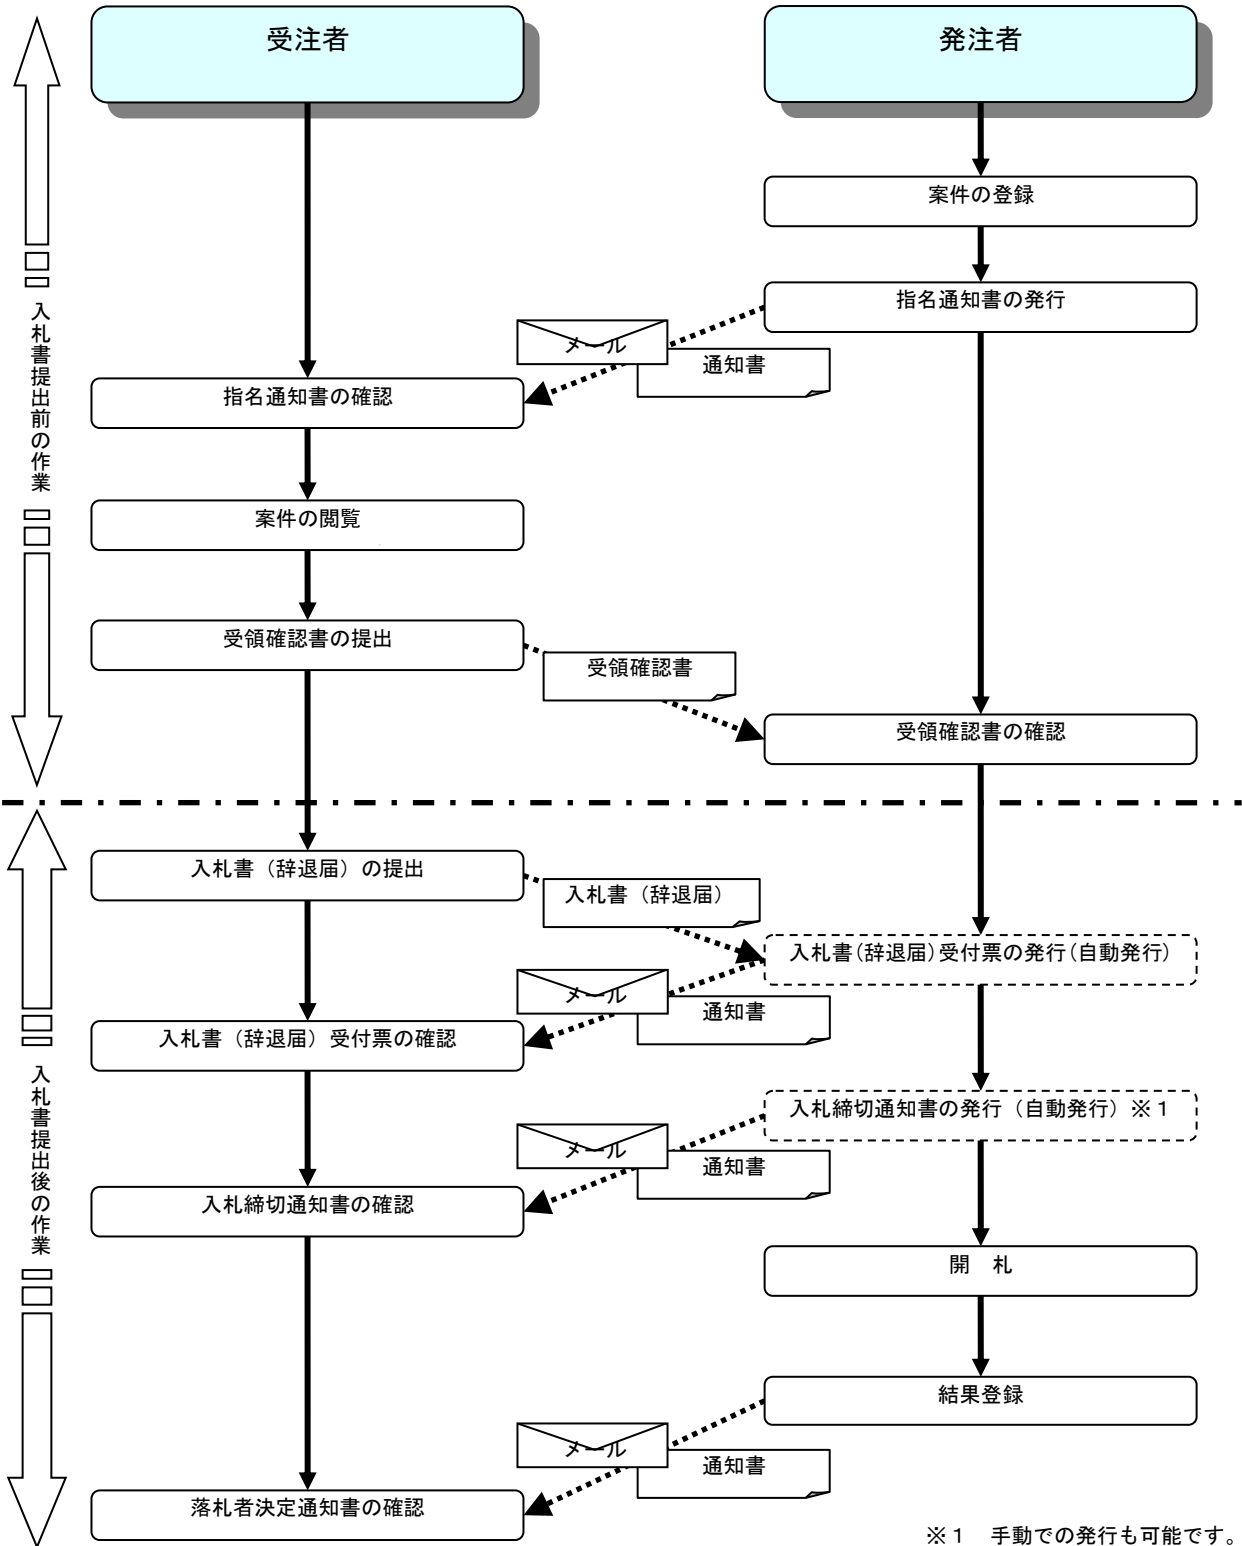 受注者
発注者
案件の登録
指名通知書の発行
メール
通知書
指名通知書の確認
入札書提出前の作業
案件の閲覧
受領確認書の提出
受領確認書
受領確認書の確認
入札書（辞退届）の提出
入札書（辞退届）
入札書（辞退届）受付票の発行（自動発行）
メール
通知書
入札書（辞退届）受付票の確認
入札書提出後の作業
入札締切通知書の発行（自動発行）※１
メール
通知書
入札締切通知書の確認
開　札
結果登録
メール
通知書
落札者決定通知書の確認
※１　手動での発行も可能です。